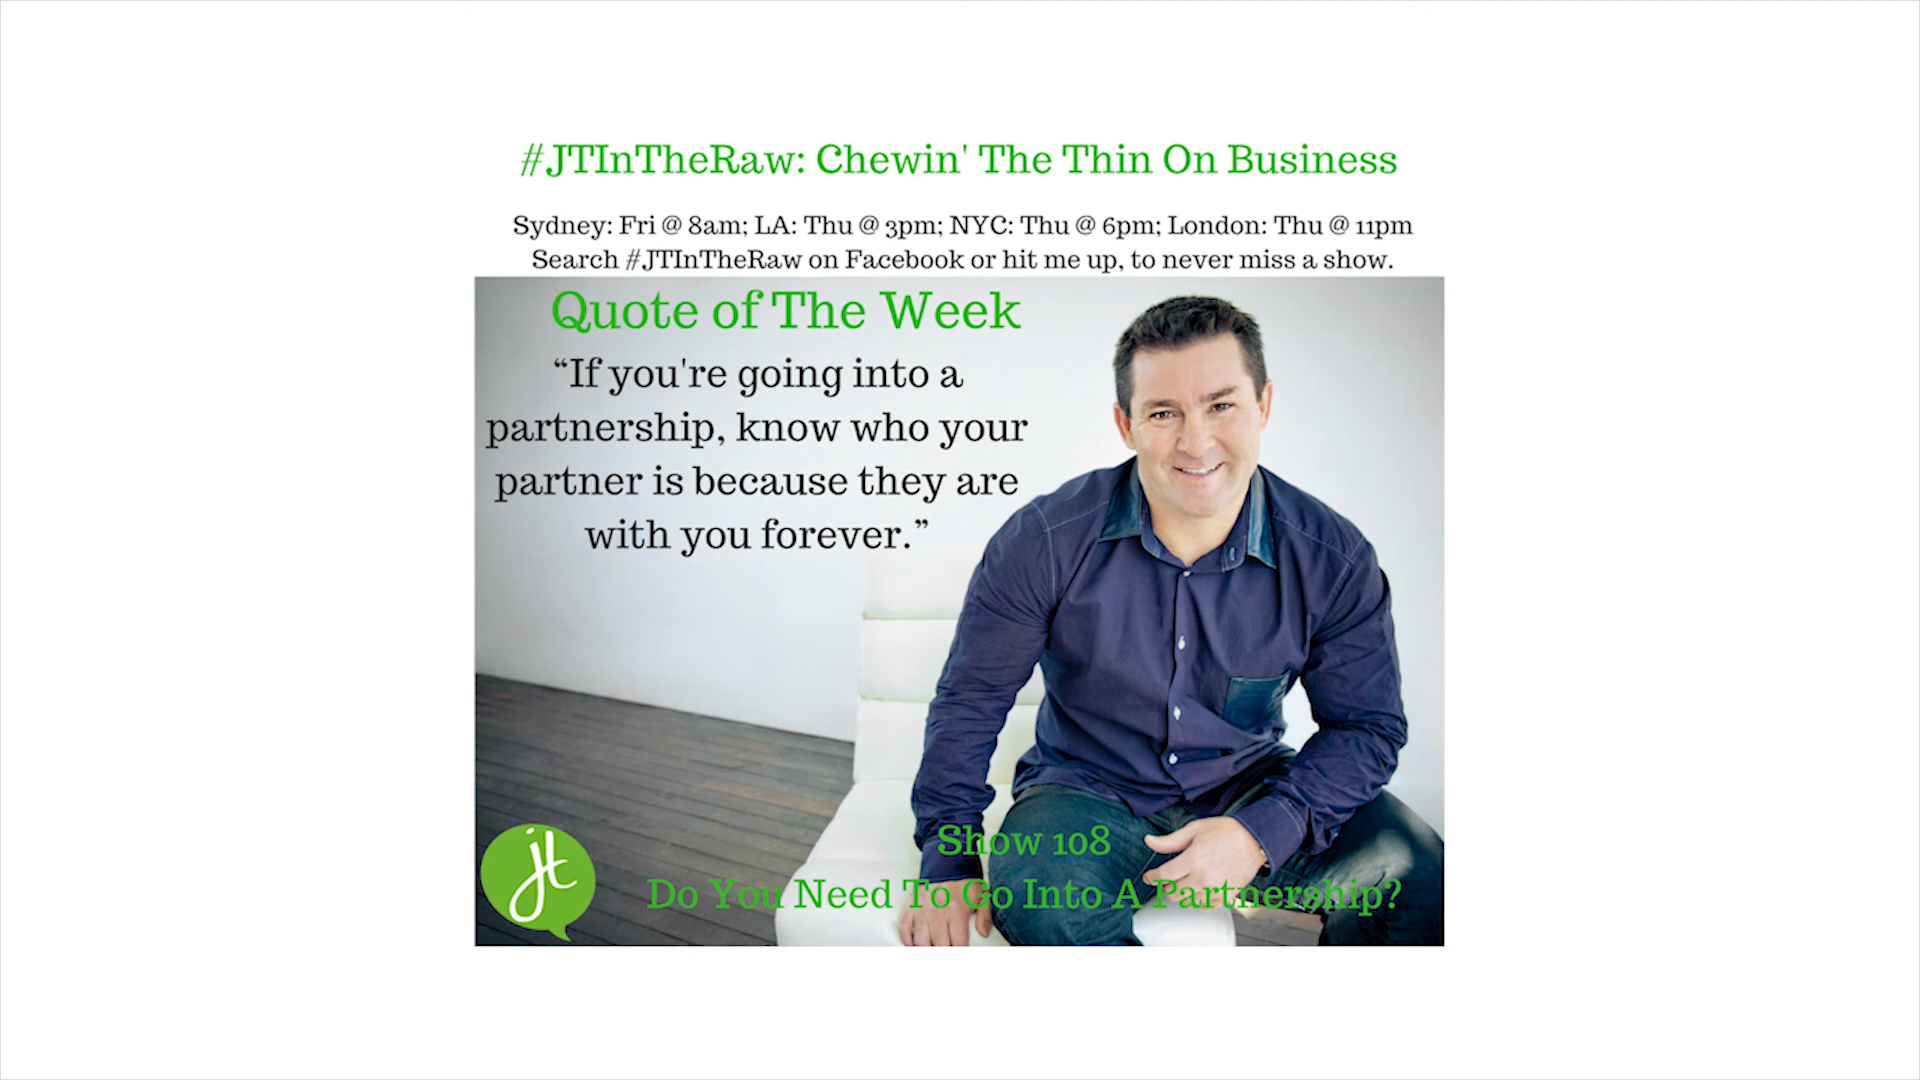 #JTInTheRaw: Chewin' The Thin On Business
Sydney: Fri @ 8am; LA: Thu @ 3pm; NYC: Thu @ 6pm; London: Thu @ 11pm
Search #JTInTheRaw on Facebook or hit me up, to never miss a show.
Quote of The Week
“If you're going into a
partnership, know who your
partner is because they are
with you forever.”
Show 108
Do You Need To Go Into A Partnership?
jt